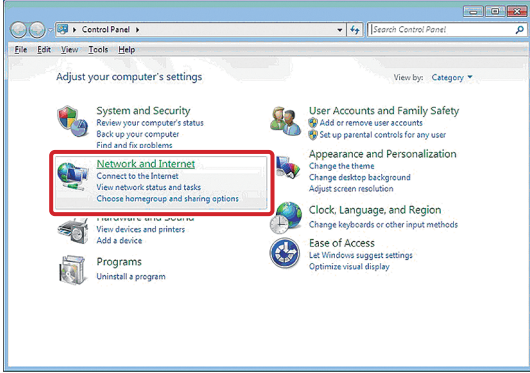 Control Panel
Search Control Panel
File Edit View Tools Help
Adjust your computer's settings
View by: Category
System and Security
Review your computer's status
Back up your computer
Find and fix problems
Network and Internet
Connect to the Internet
View network status and tasks
Choose homegroup and sharing options
Hardware and Sound
View devices and printers
Add a device
Programs
Uninstall a program
User Accounts and Family Safety
Add or remove user accounts
Set up parental controls for any user
Appearance and Personalization
Change the theme
Change desktop background
Adjust screen resolution
Clock, Language, and Region
Change keyboards or other input methods
Ease of Access
Let Windows suggest settings
Optimize visual display